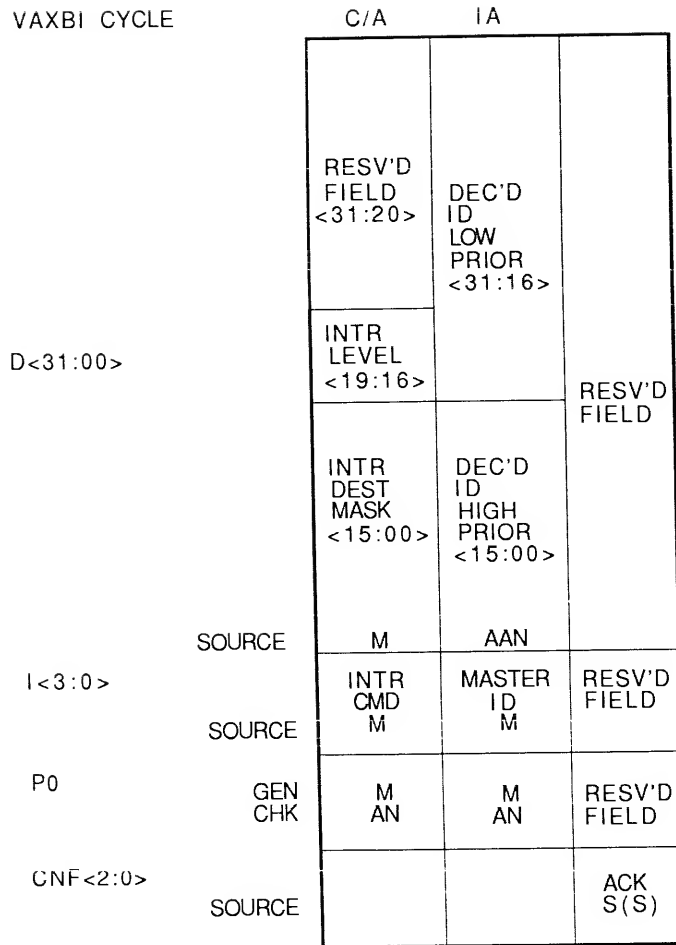 VAXBI CYCLE C/A IA
RESV'D
FIELD
<31:20>
DEC'D
ID
LOW
PRIOR
<31:16>
D<31:00>
INTR
LEVEL
<19:16>
RESV'D
FIELD
INTR
DEST
MASK
<15:00>
DEC'D
ID
HIGH
PRIOR
<15:00>
SOURCE M AAN
I<3:0>
INTR
CMD
MASTER
ID
RESV'D
FIELD
SOURCE M M
P0
GEN M M
CHK AN AN
RESV'D
FIELD
CNF<2:0>
ACK
SOURCE S(S)